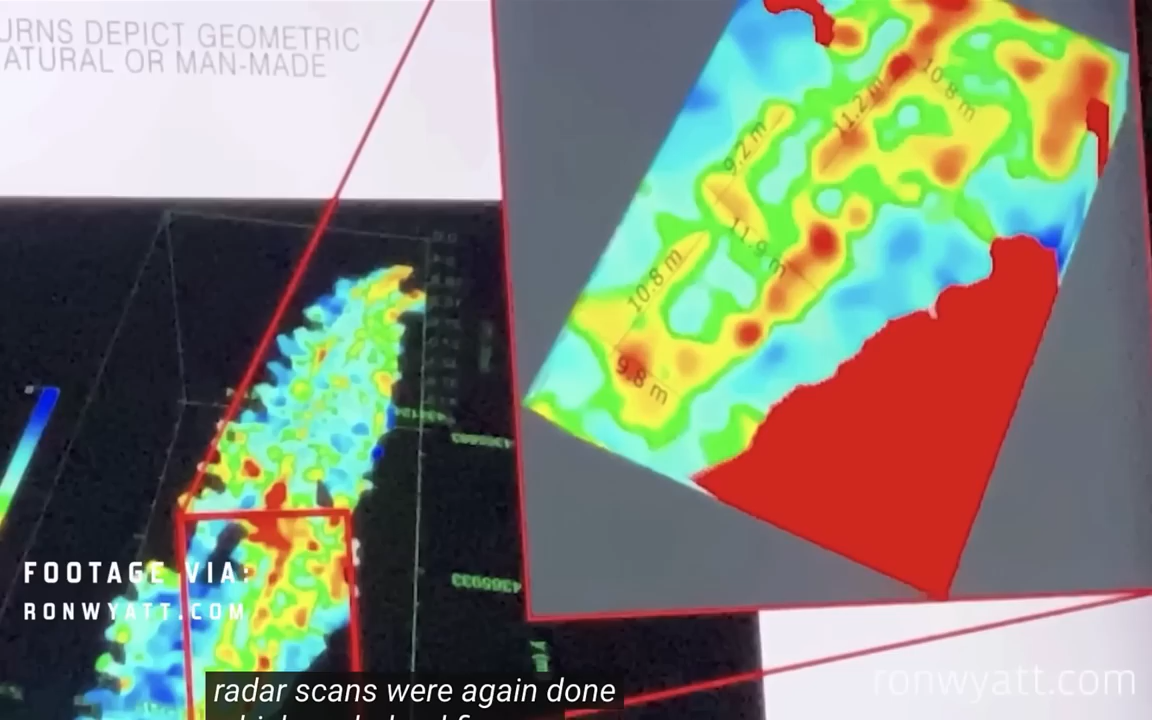 URNS DEPICT GEOMETRIC
ATURAL OR MAN-MADE
10.8 m
11.2 m
9.2 m
11.9 m
10.8 m
9.8 m
FOOTAGE VIA:
RONWYATT.COM
radar scans were again done
ronwyatt.com